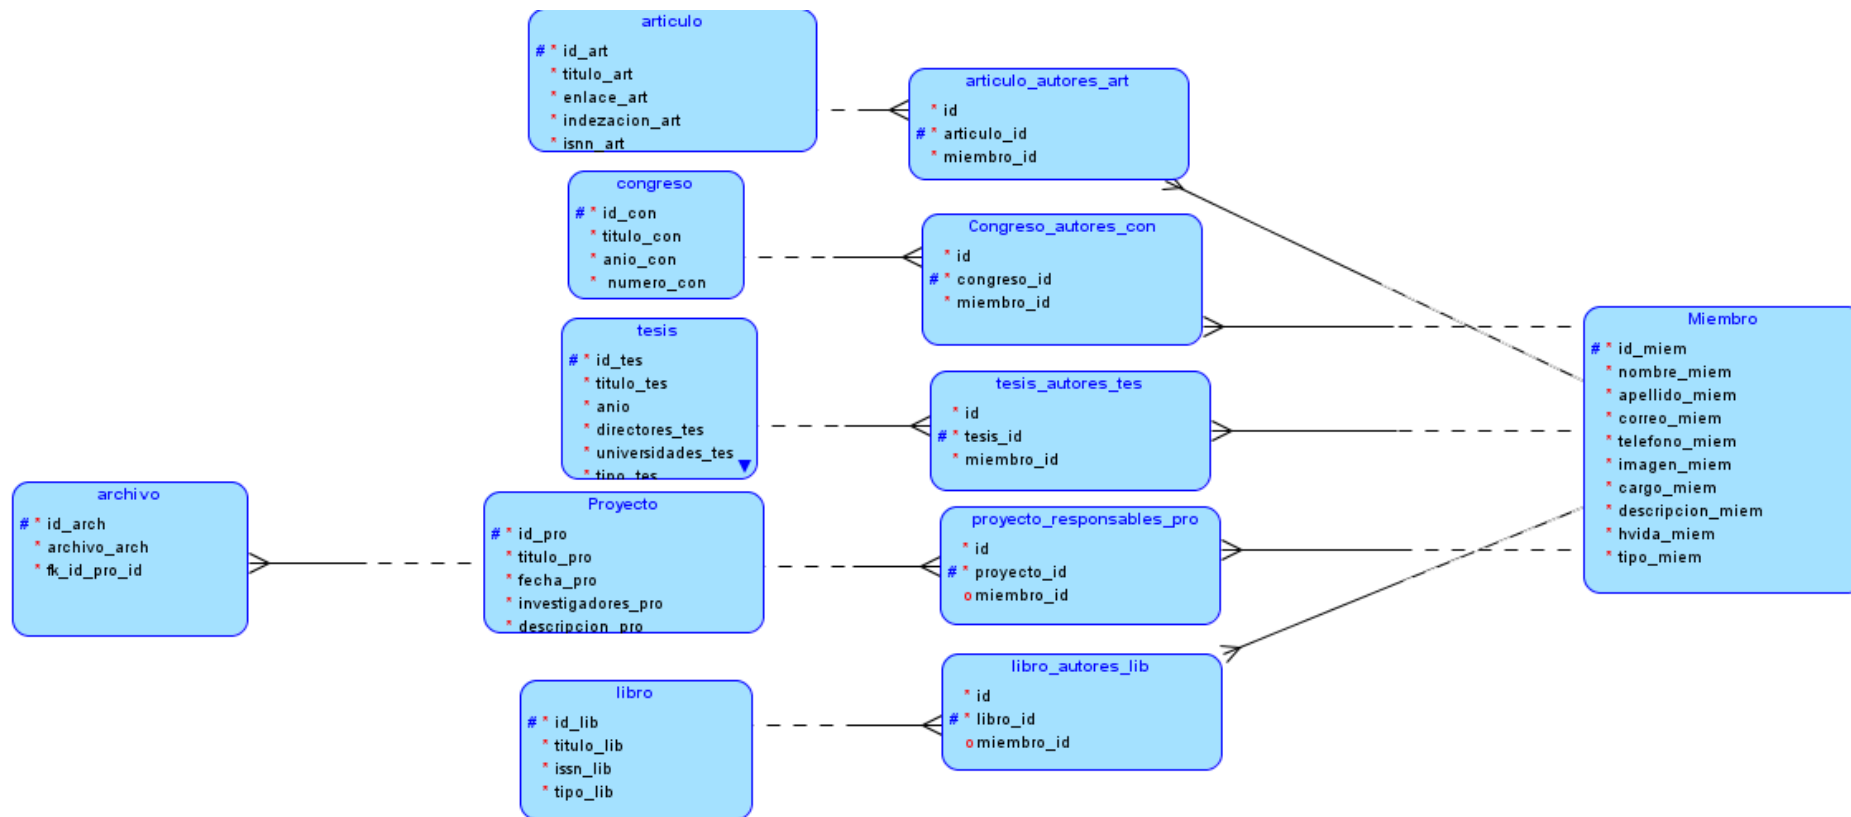 articulo
# * id_art
* titulo_art
* enlace_art
* indezacion_art
* isnn_art
articulo_autores_art
* id
# * articulo_id
* miembro_id
congreso
# * id_con
* titulo_con
* anio_con
* numero_con
Congreso_autores_con
* id
# * congreso_id
* miembro_id
tesis
# * id_tes
* titulo_tes
* anio
* directores_tes
* universidades_tes
* tipo_tes
tesis_autores_tes
* id
# * tesis_id
* miembro_id
Miembro
# * id_miem
* nombre_miem
* apellido_miem
* correo_miem
* telefono_miem
* imagen_miem
* cargo_miem
* descripcion_miem
* hvida_miem
* tipo_miem
archivo
# * id_arch
* archivo_arch
* fk_id_pro_id
Proyecto
# * id_pro
* titulo_pro
* fecha_pro
* investigadores_pro
* descripcion_pro
proyecto_responsables_pro
* id
# * proyecto_id
o miembro_id
libro
# * id_lib
* titulo_lib
* issn_lib
* tipo_lib
libro_autores_lib
* id
# * libro_id
o miembro_id